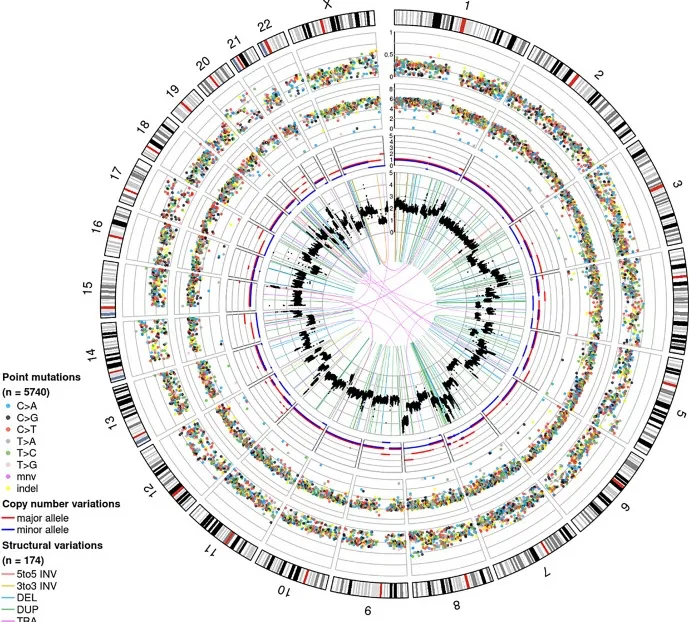 X
1
2
3
5
6
7
8
9
10
11
12
13
14
15
16
17
18
19
20
21
22
1
0.5
0
8
6
4
2
0
5
4
3
2
1
0
5
4
3
0
Point mutations
(n = 5740)
C>A
C>G
C>T
T>A
T>C
T>G
mnv
indel
Copy number variations
major allele
minor allele
Structural variations
(n = 174)
5to5 INV
3to3 INV
DEL
DUP
TRA